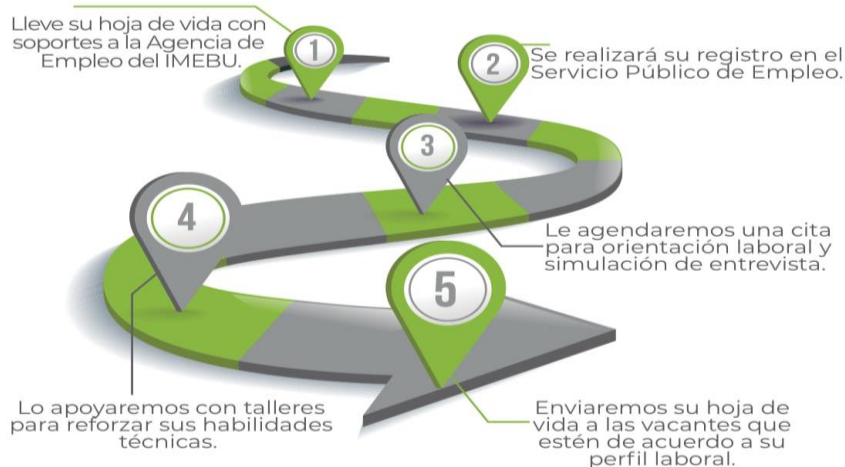 Lleve su hoja de vida con
soportes a la Agencia de
Empleo del IMEBU.
1
2
Se realizará su registro en el
Servicio Público de Empleo.
3
Le agendaremos una cita
para orientación laboral y
simulación de entrevista.
4
Lo apoyaremos con talleres
para reforzar sus habilidades
técnicas.
5
Enviaremos su hoja de
vida a las vacantes que
estén de acuerdo a su
perfil laboral.